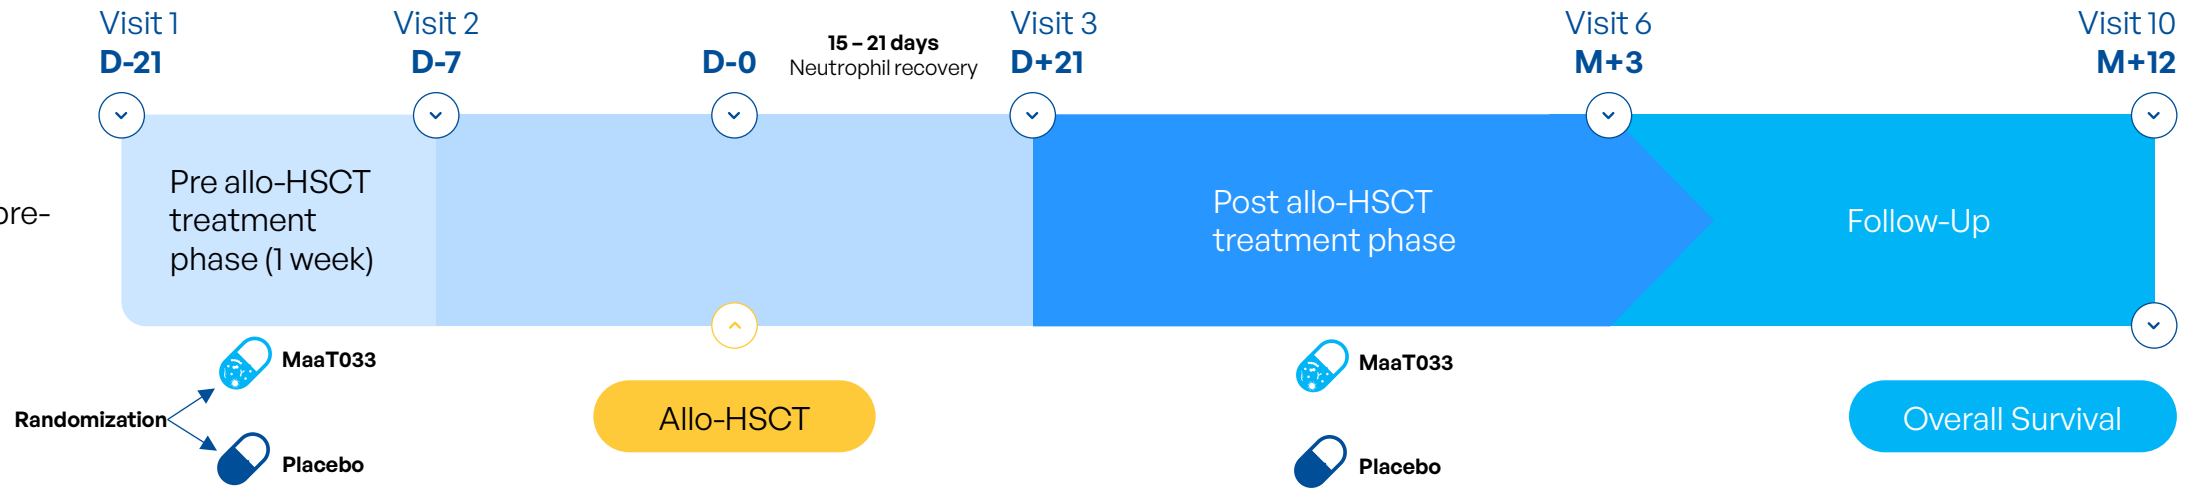 Visit 1
D-21
Visit 2
D-7
D-0
15 – 21 days
Neutrophil recovery
Visit 3
D+21
Visit 6
M+3
Visit 10
M+12
pre-
Pre allo-HSCT
treatment
phase (1 week)
Post allo-HSCT
treatment phase
Follow-Up
Randomization
MaaT033
Placebo
Allo-HSCT
MaaT033
Placebo
Overall Survival